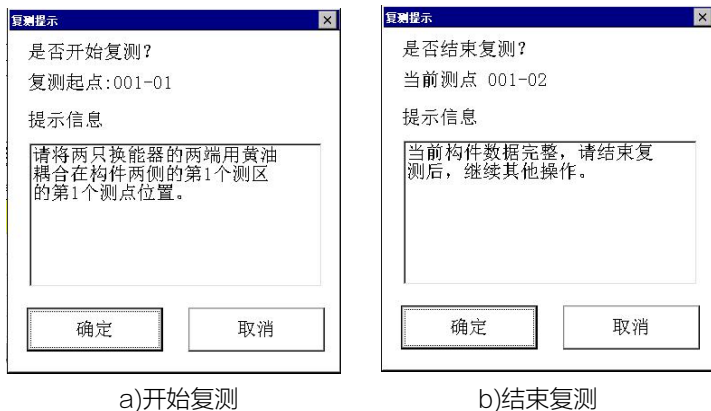 复测提示
是否开始复测？
复测起点:001-01
提示信息
请将两只换能器的两端用黄油
耦合在构件两侧的第1个测区
的第1个测点位置。
确定
取消
a)开始复测
复测提示
是否结束复测？
当前测点 001-02
提示信息
当前构件数据完整，请结束复
测后，继续其他操作。
确定
取消
b)结束复测